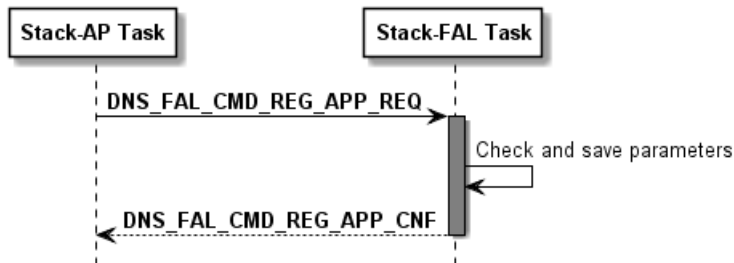 Stack-AP Task
Stack-FAL Task
DNS_FAL_CMD_REG_APP_REQ
Check and save parameters
DNS_FAL_CMD_REG_APP_CNF